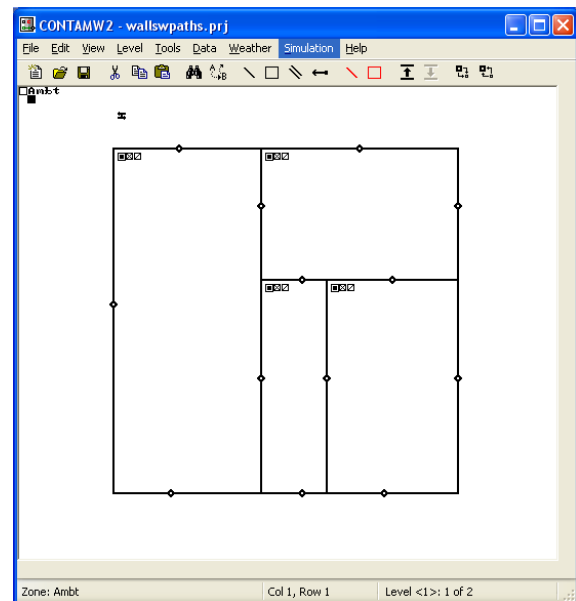 CONTAMW2 - wallswpaths.prj
File Edit View Level Tools Data Weather Simulation Help
Ambt
Zone: Ambt Col 1, Row 1 Level <1>: 1 of 2